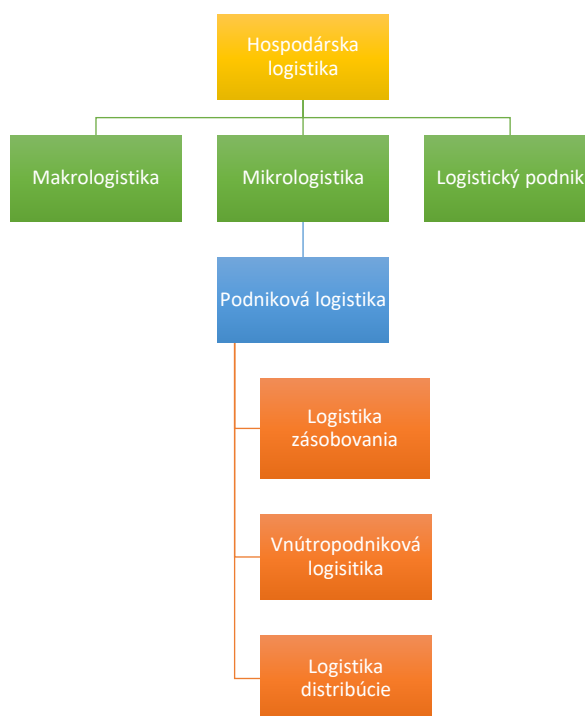 Hospodárska
logistika
Makrologistika
Mikrologistika
Logistický podnik
Podniková logistika
Logistika
zásobovania
Vnútropodniková
logisitika
Logistika
distribúcie